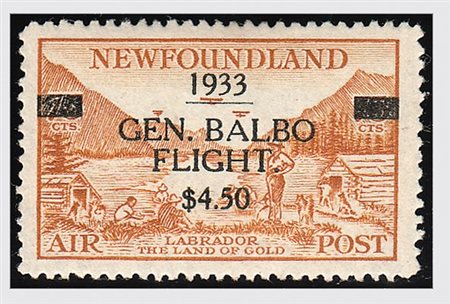 NEWFOUNDLAND
1933
CTS. CTS.
GEN. BALBO
FLIGHT.
$4.50
LABRADOR
AIR THE LAND OF GOLD POST